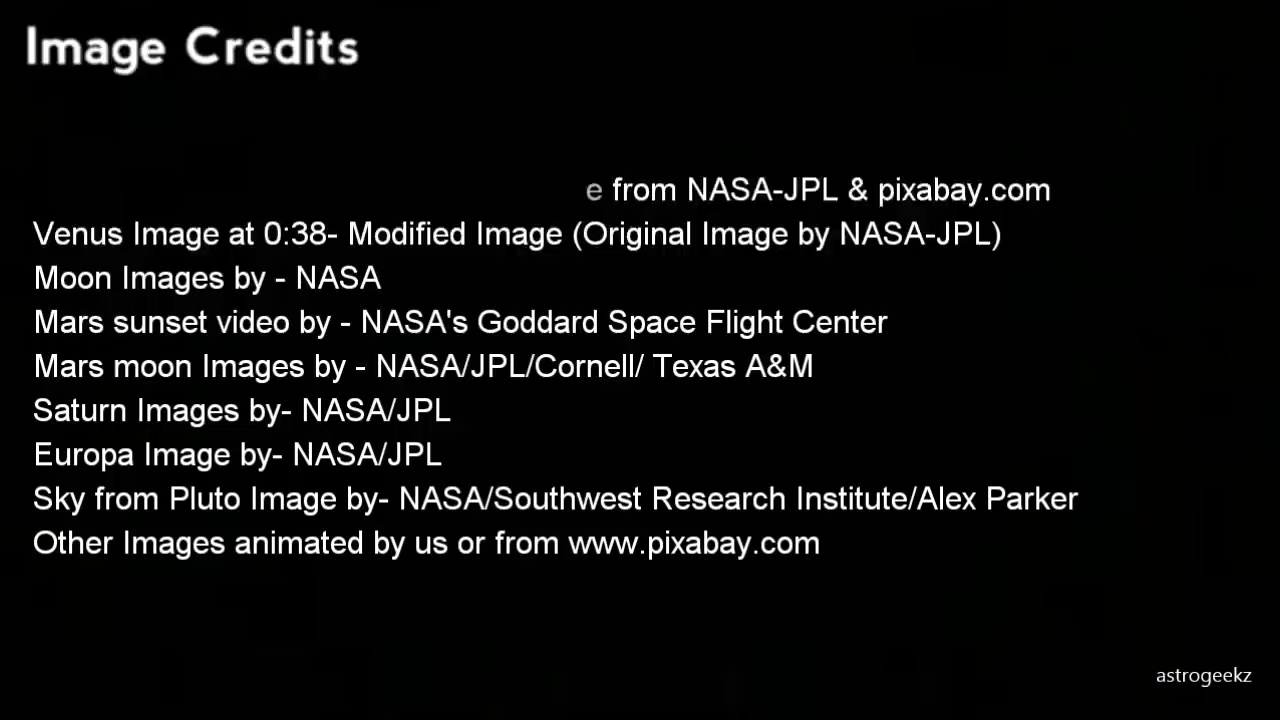 Image Credits
e from NASA-JPL & pixabay.com
Venus Image at 0:38- Modified Image (Original Image by NASA-JPL)
Moon Images by - NASA
Mars sunset video by - NASA's Goddard Space Flight Center
Mars moon Images by - NASA/JPL/Cornell/ Texas A&M
Saturn Images by- NASA/JPL
Europa Image by- NASA/JPL
Sky from Pluto Image by- NASA/Southwest Research Institute/Alex Parker
Other Images animated by us or from www.pixabay.com
astrogeekz